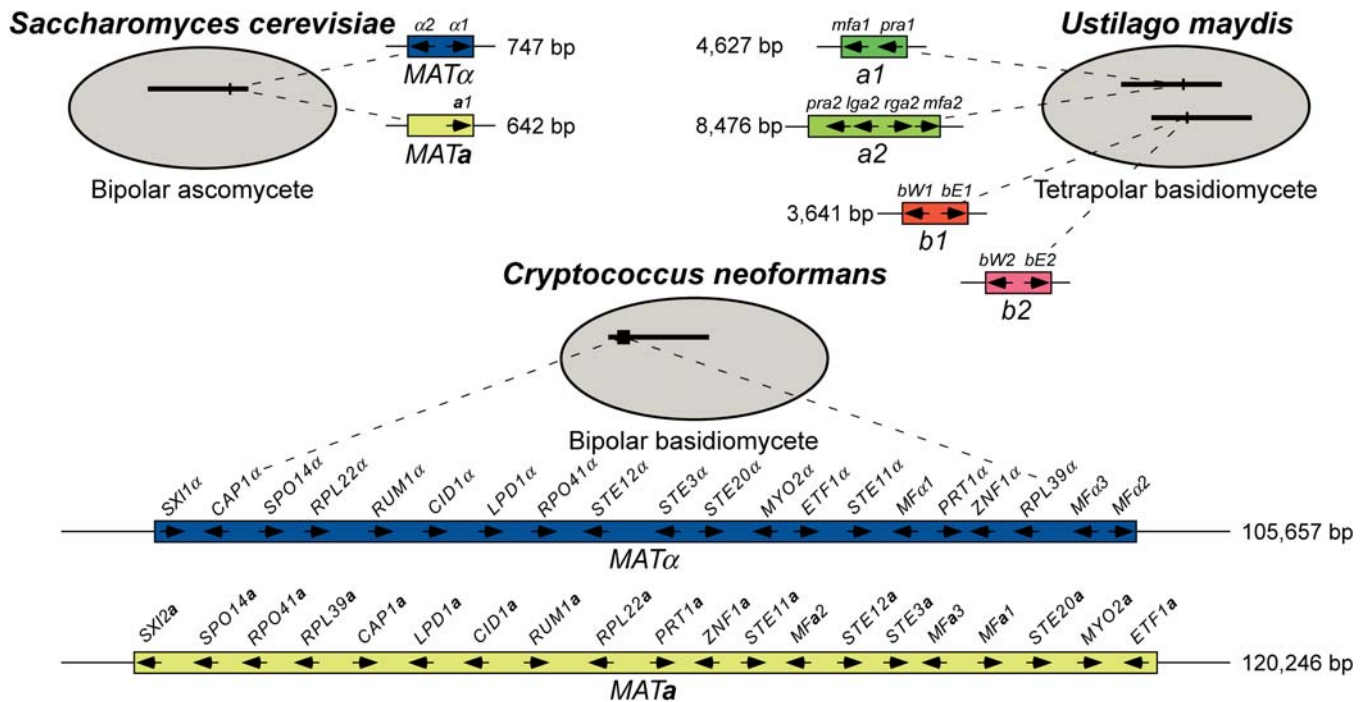 Saccharomyces cerevisiae
α2 α1
747 bp
MATα
a1
642 bp
MATa
Bipolar ascomycete
Ustilago maydis
mfa1 pra1
4,627 bp
a1
pra2 lga2 rga2 mfa2
8,476 bp
a2
Tetrapolar basidiomycete
bW1 bE1
3,641 bp
b1
bW2 bE2
b2
Cryptococcus neoformans
Bipolar basidiomycete
SXI1α CAP1α SPO14α RPL22α RUM1α CID1α LPD1α RPO41α STE12α STE3α STE20α MYO2α ETF1α STE11α MFα1 PRT1α ZNF1α RPL39α MFα3 MFα2
105,657 bp
MATα
SXI2a SPO14a RPO41a RPL39a CAP1a LPD1a CID1a RUM1a RPL22a PRT1a ZNF1a STE11a MFa2 STE12a STE3a MFa3 MFa1 STE20a MYO2a ETF1a
120,246 bp
MATa